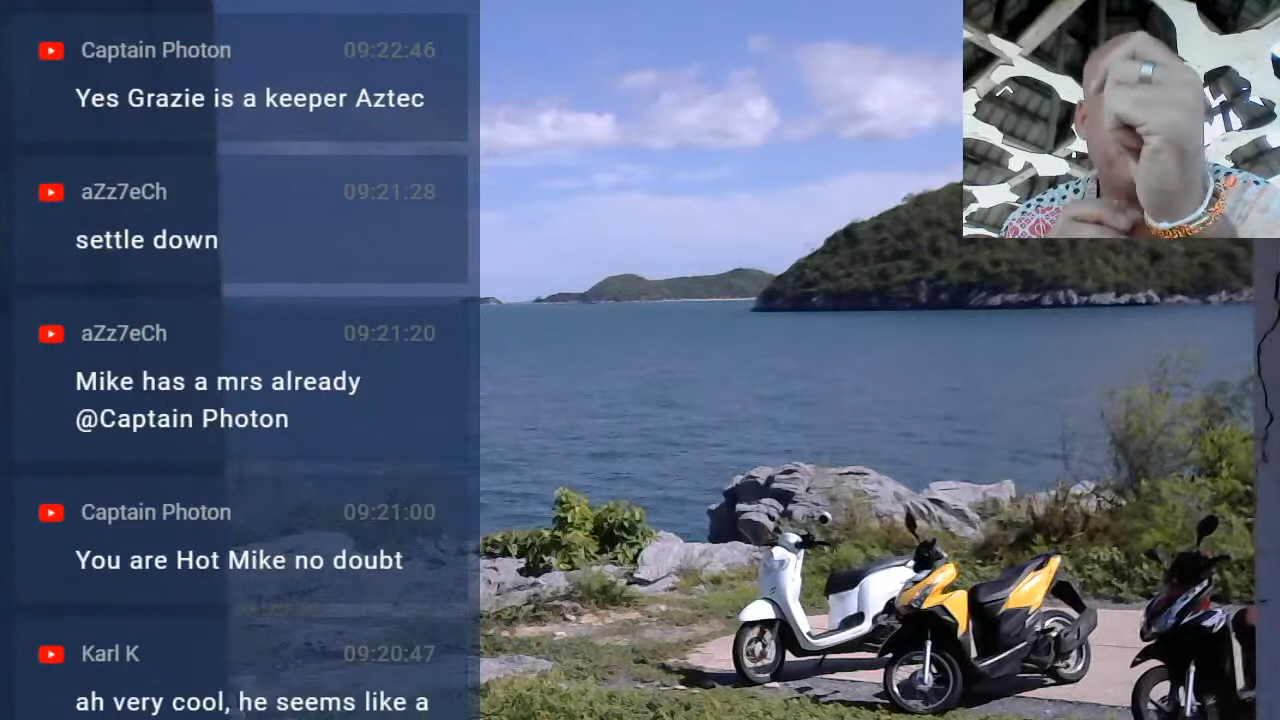 Captain Photon 09:22:46
Yes Grazie is a keeper Aztec
aZz7eCh 09:21:28
settle down
aZz7eCh 09:21:20
Mike has a mrs already
@Captain Photon
Captain Photon 09:21:00
You are Hot Mike no doubt
Karl K 09:20:47
ah very cool, he seems like a